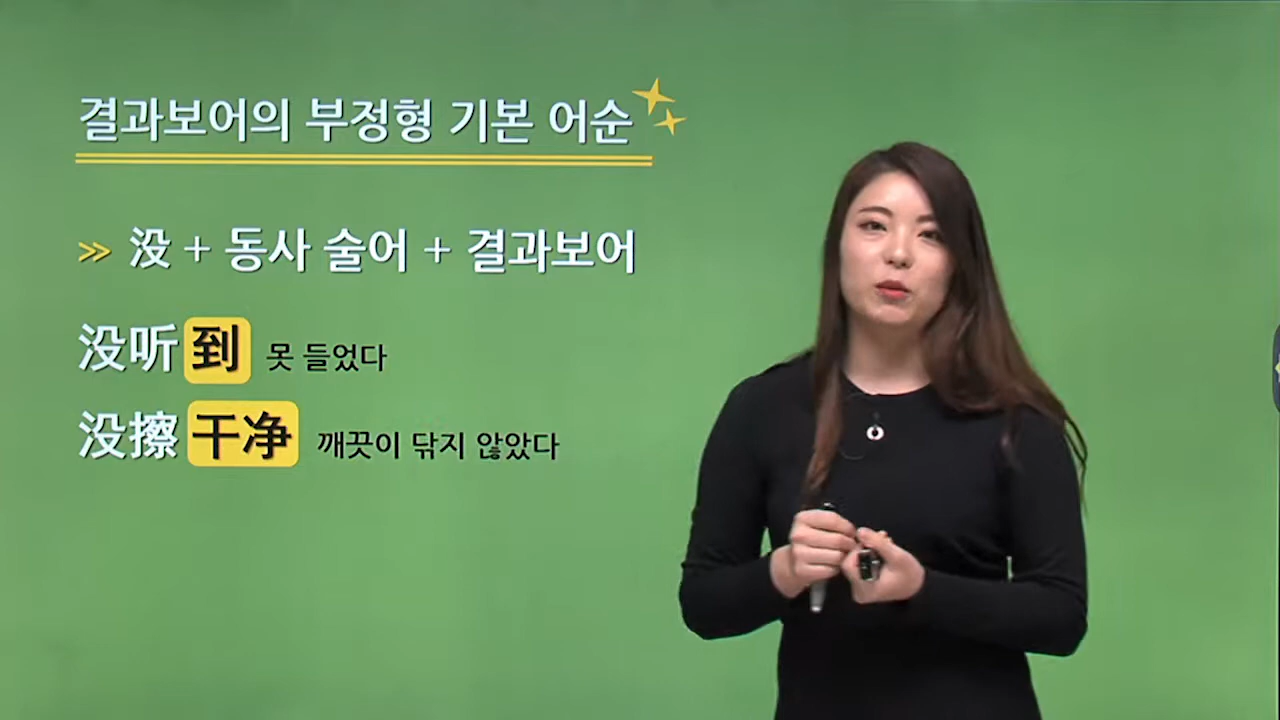 결과보어의 부정형 기본 어순
» 没 + 동사 술어 + 결과보어
没听到 못 들었다
没擦干净 깨끗이 닦지 않았다